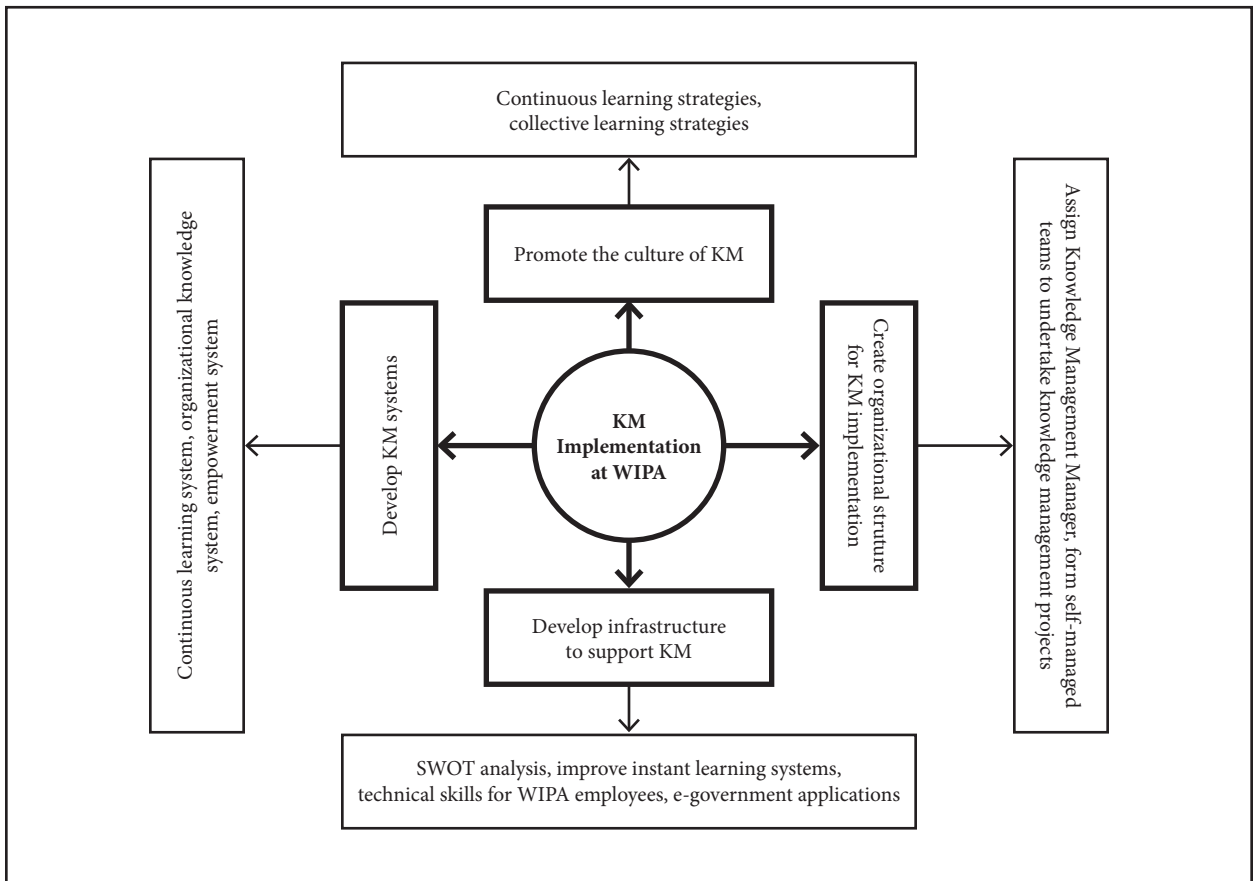 Continuous learning strategies,
collective learning strategies
Promote the culture of KM
Continuous learning system, organizational knowledge
system, empowerment system
Develop KM systems
KM
Implementation
at WIPA
Create organizational struture
for KM implementation
Assign Knowledge Management Manager, form self-managed
teams to undertake knowledge management projects
Develop infrastructure
to support KM
SWOT analysis, improve instant learning systems,
technical skills for WIPA employees, e-government applications